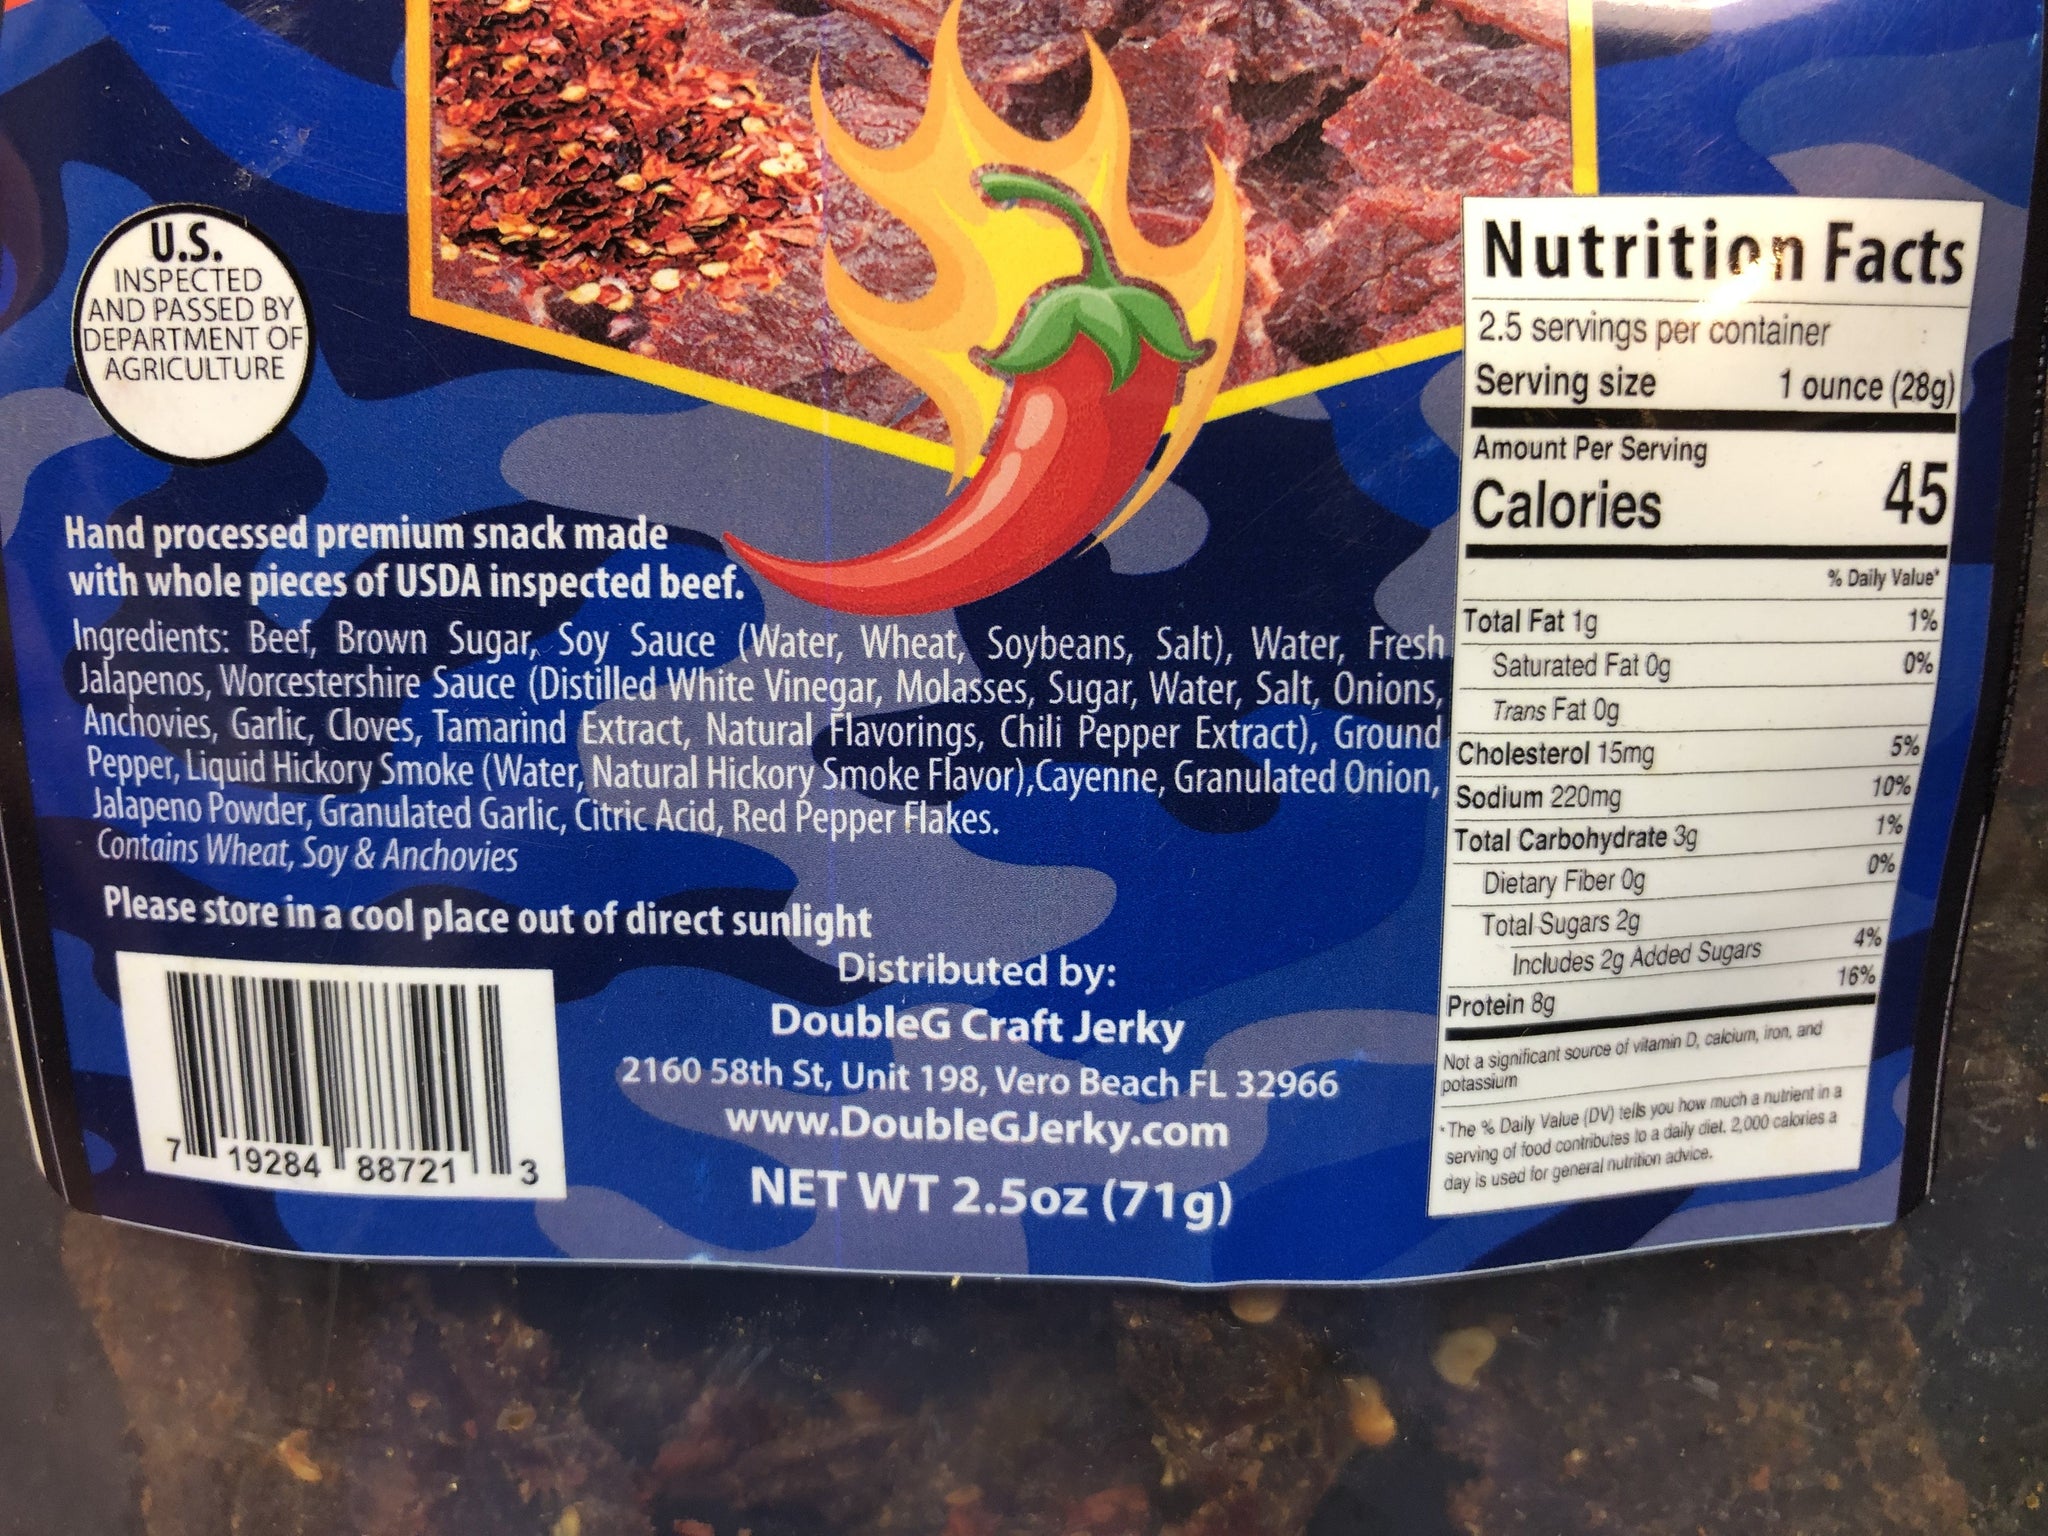 U.S.
INSPECTED
AND PASSED BY
DEPARTMENT OF
AGRICULTURE
Hand processed premium snack made
with whole pieces of USDA inspected beef.
Ingredients: Beef, Brown Sugar, Soy Sauce (Water, Wheat, Soybeans, Salt), Water, Fresh
Jalapenos, Worcestershire Sauce (Distilled White Vinegar, Molasses, Sugar, Water, Salt, Onions,
Anchovies, Garlic, Cloves, Tamarind Extract, Natural Flavorings, Chili Pepper Extract), Ground
Pepper, Liquid Hickory Smoke (Water, Natural Hickory Smoke Flavor),Cayenne, Granulated Onion,
Jalapeno Powder, Granulated Garlic, Citric Acid, Red Pepper Flakes.
Contains Wheat, Soy & Anchovies
Please store in a cool place out of direct sunlight
Distributed by:
DoubleG Craft Jerky
2160 58th St, Unit 198, Vero Beach FL 32966
www.DoubleGJerky.com
NET WT 2.5oz (71g)
7 19284 88721 3
Nutrition Facts
2.5 servings per container
Serving size 1 ounce (28g)
Amount Per Serving
Calories 45
% Daily Value*
Total Fat 1g 1%
Saturated Fat 0g 0%
Trans Fat 0g
Cholesterol 15mg 5%
Sodium 220mg 10%
Total Carbohydrate 3g 1%
Dietary Fiber 0g 0%
Total Sugars 2g
Includes 2g Added Sugars 4%
Protein 8g 16%
Not a significant source of vitamin D, calcium, iron, and
potassium
*The % Daily Value (DV) tells you how much a nutrient in a
serving of food contributes to a daily diet. 2,000 calories a
day is used for general nutrition advice.